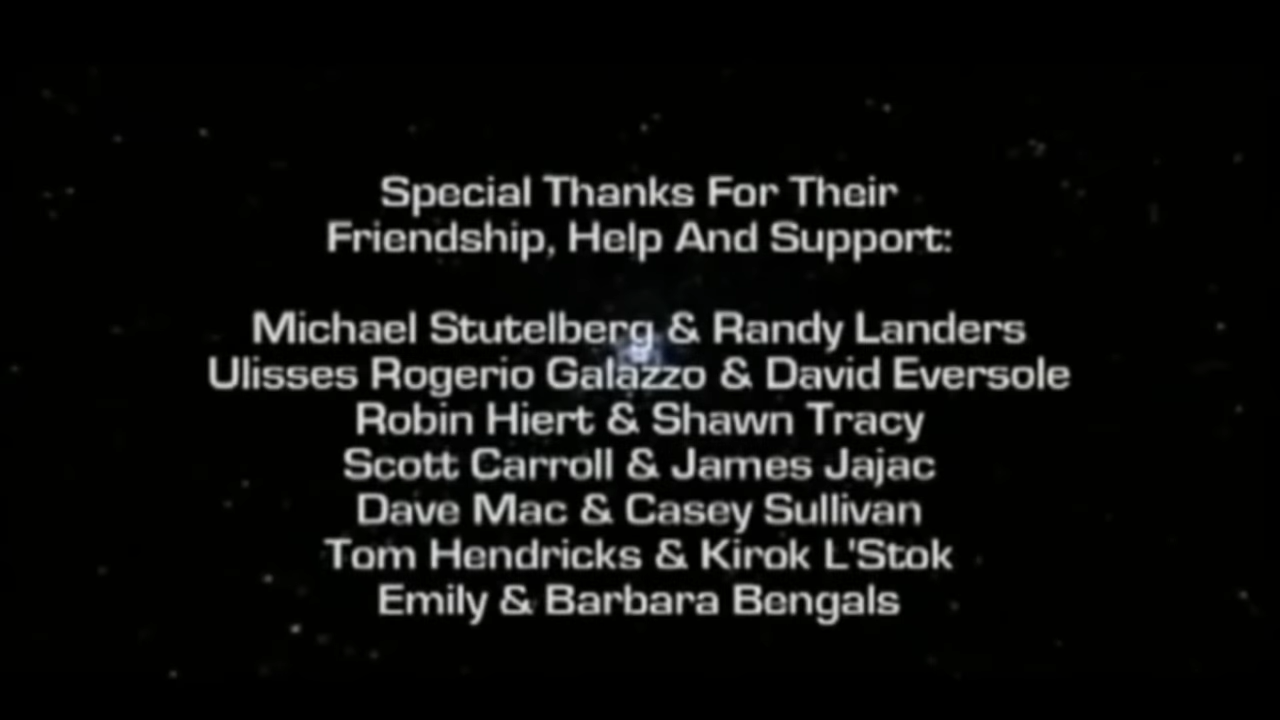 Special Thanks For Their
Friendship, Help And Support:
Michael Stutelberg & Randy Landers
Ulisses Rogerio Galazzo & David Eversole
Robin Hiert & Shawn Tracy
Scott Carroll & James Jajac
Dave Mac & Casey Sullivan
Tom Hendricks & Kirok L'Stok
Emily & Barbara Bengals